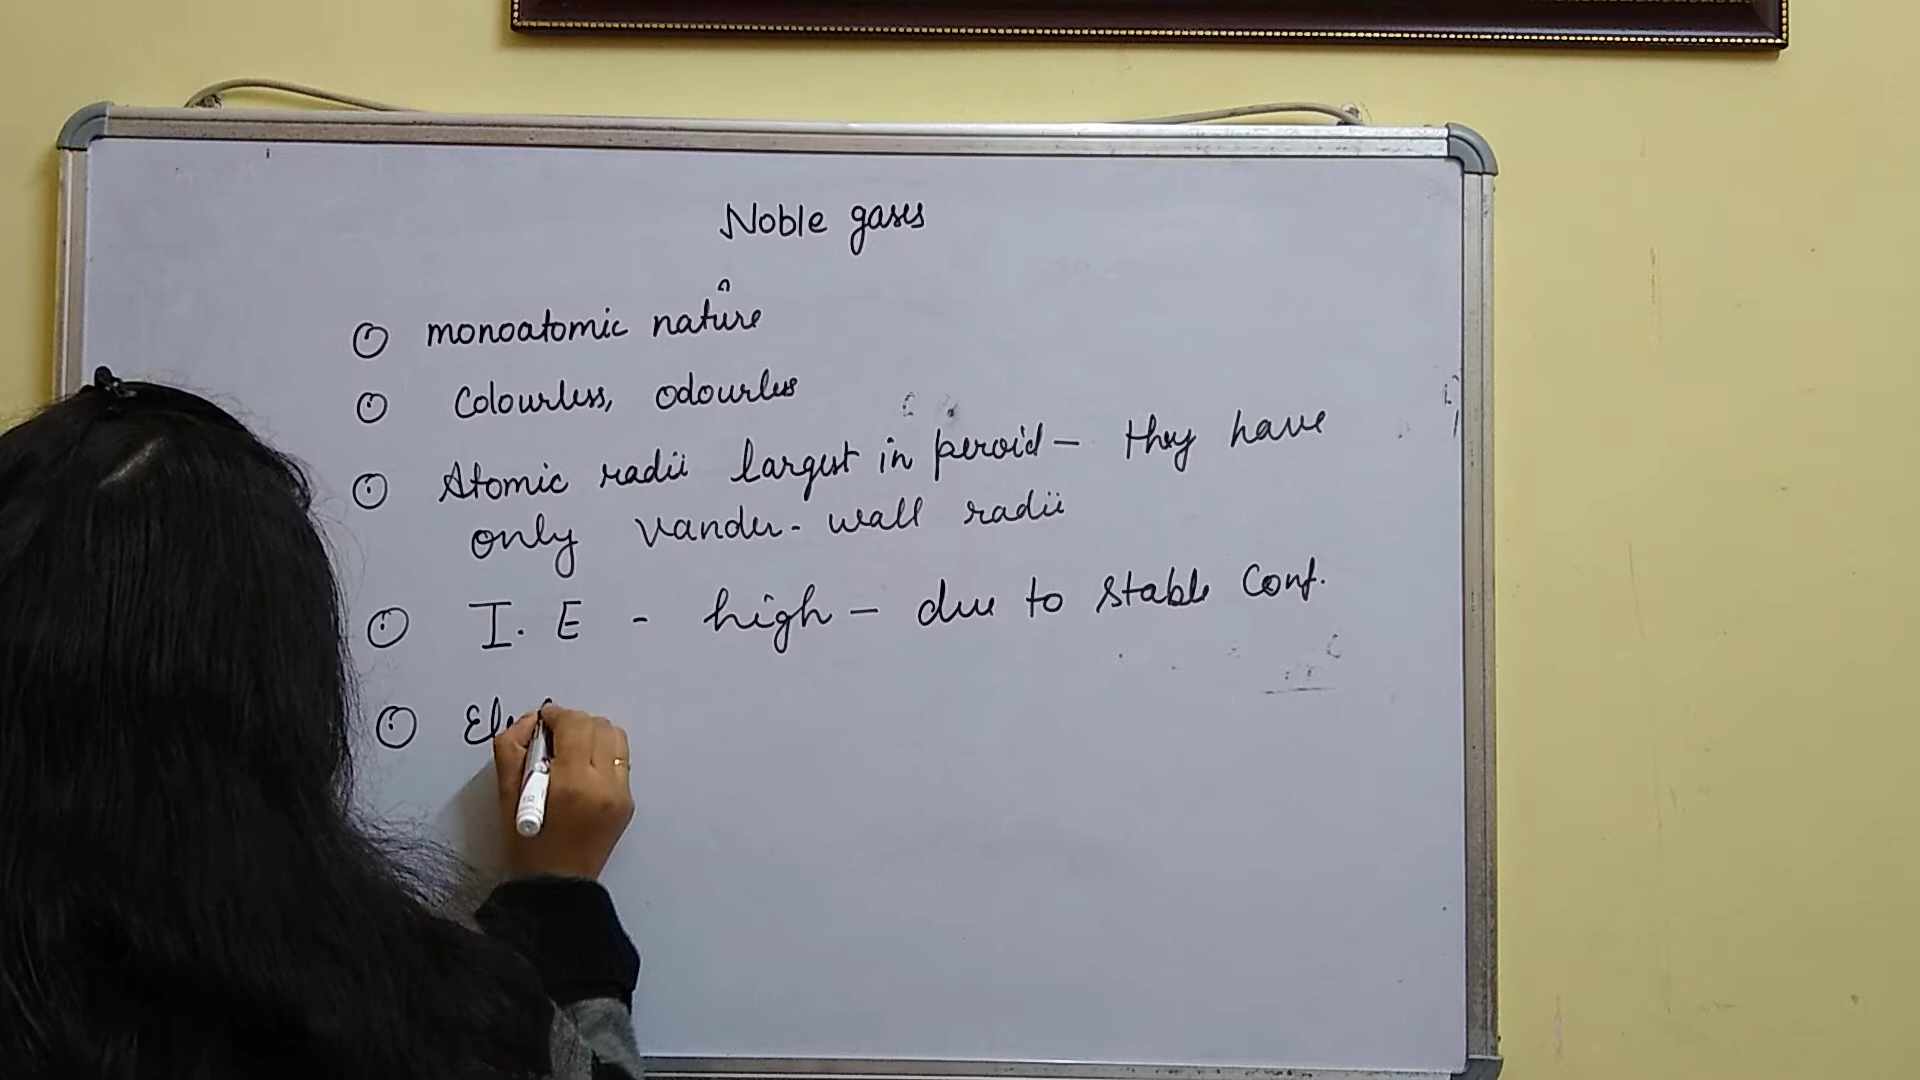 Noble gases
monoatomic nature
Colourless, odourless
Atomic radii largest in peroid - they have
only Vander-wall radii
I. E - high - due to stable Conf.